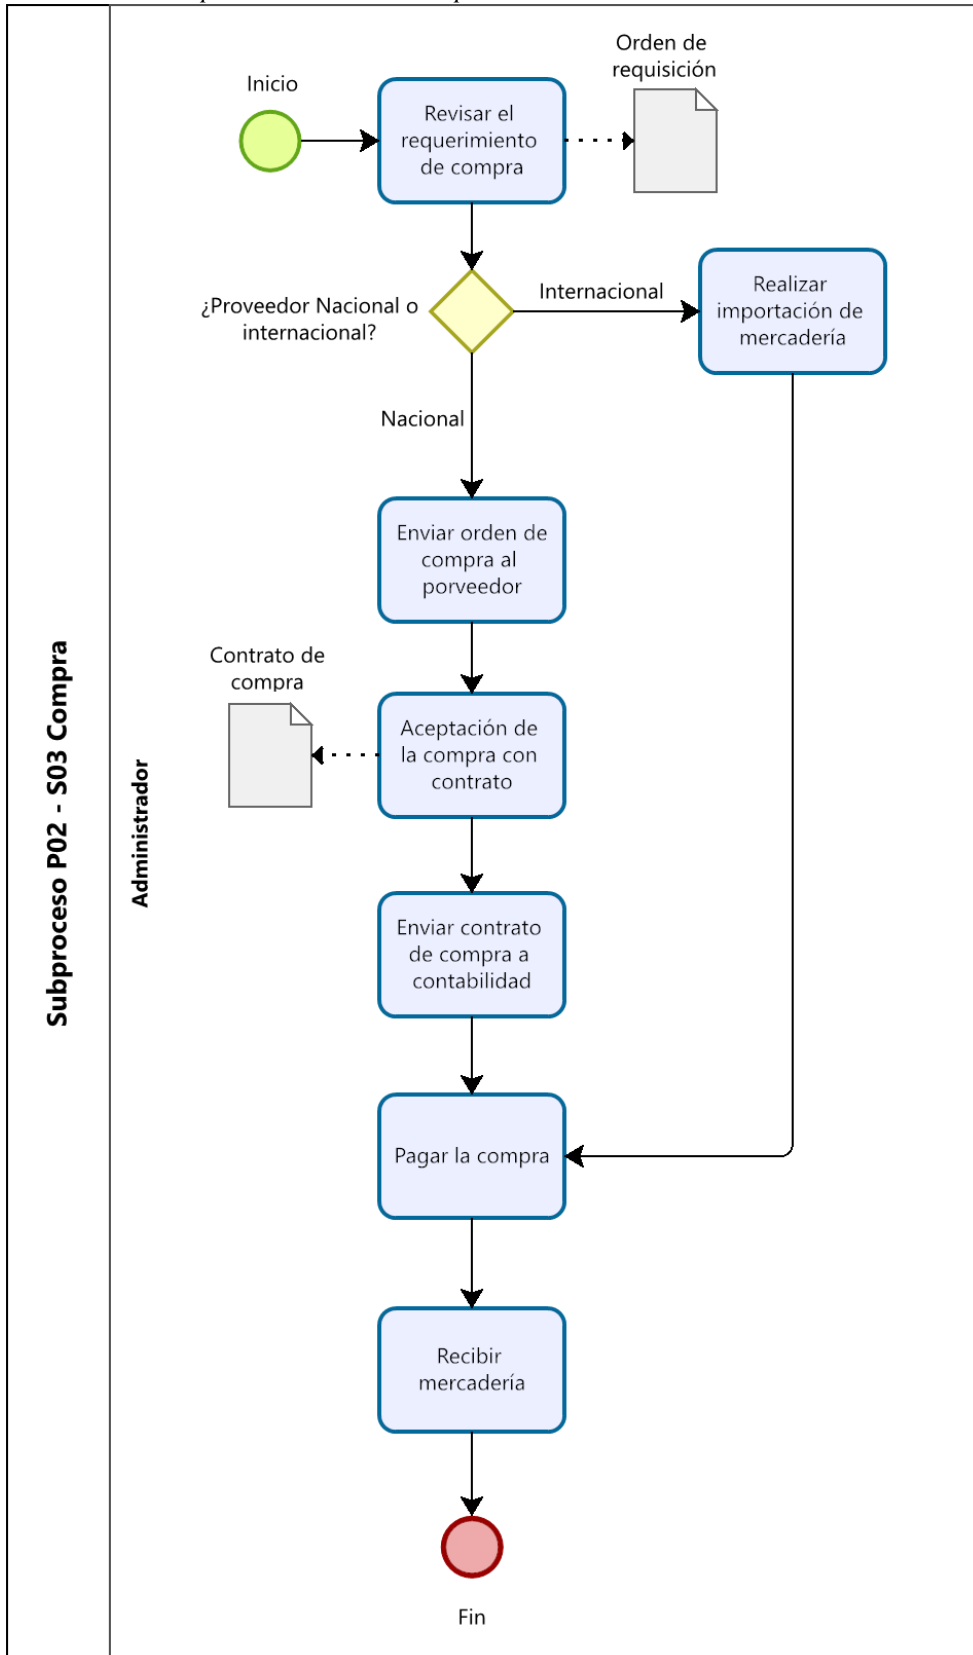 Subproceso P02 - S03 Compra
Administrador
Inicio
Revisar el
requerimiento
de compra
Orden de
requisición
¿Proveedor Nacional o
internacional?
Internacional
Realizar
importación de
mercadería
Nacional
Enviar orden de
compra al
porveedor
Contrato de
compra
Aceptación de
la compra con
contrato
Enviar contrato
de compra a
contabilidad
Pagar la compra
Recibir
mercadería
Fin